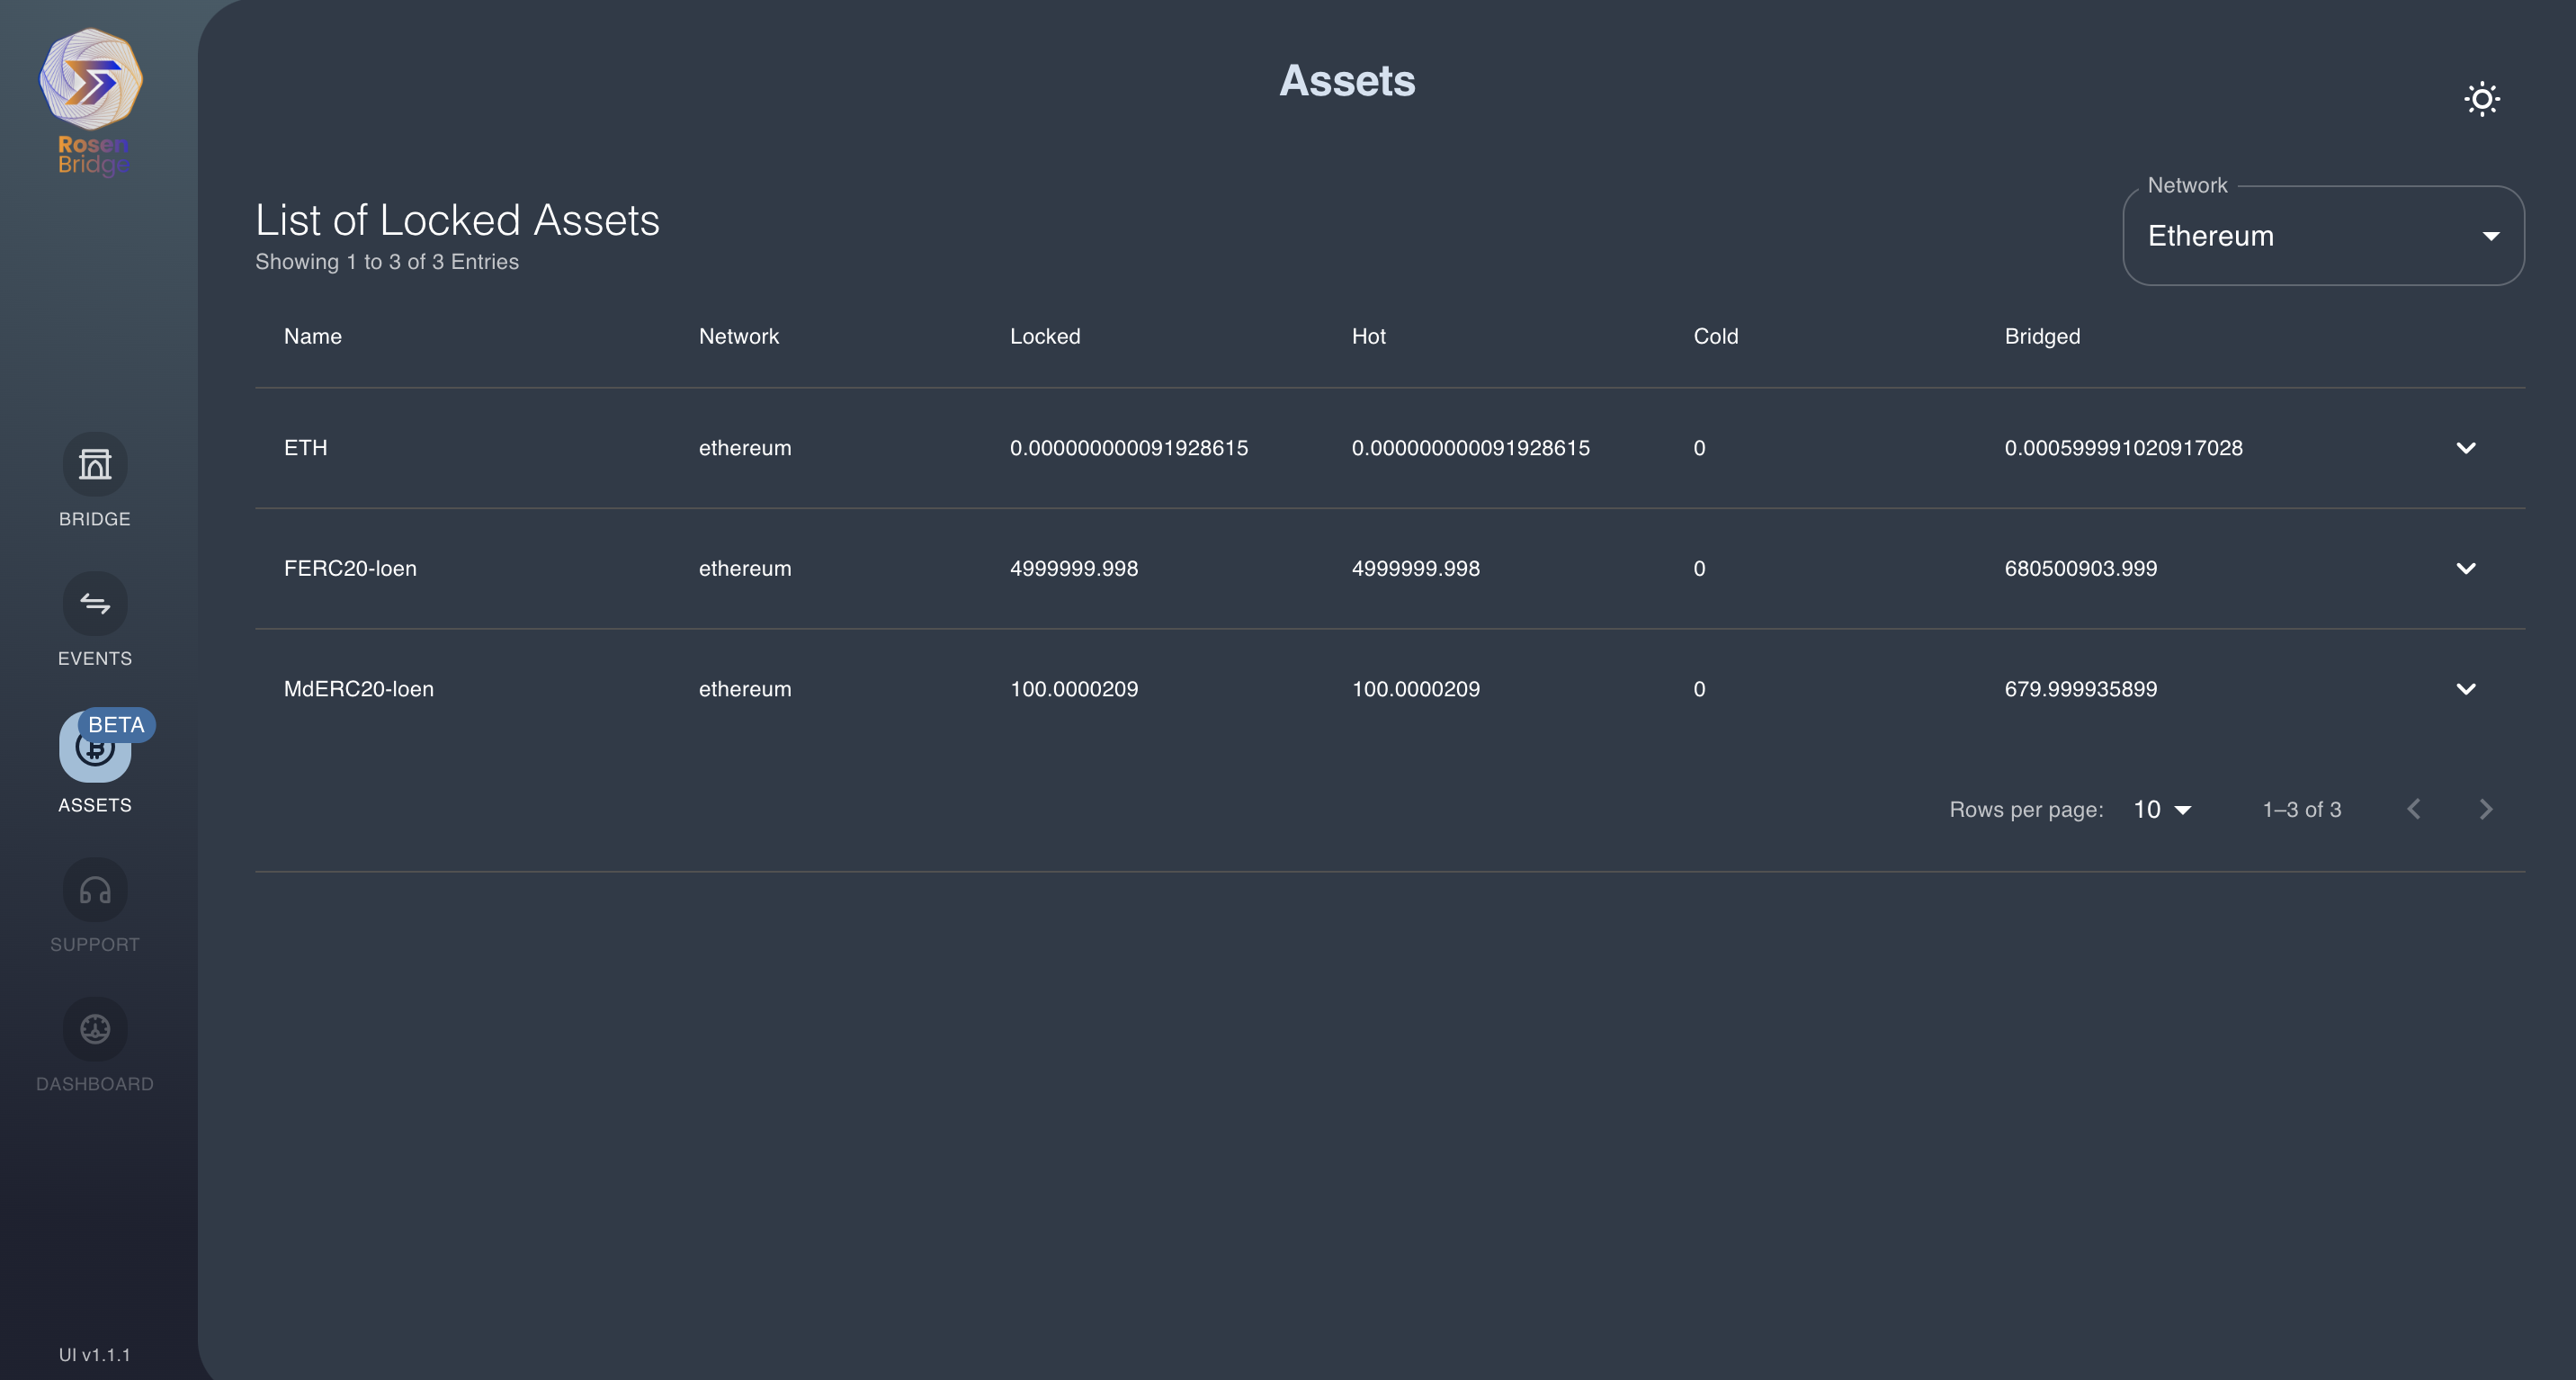 Rosen
Bridge
BRIDGE
EVENTS
BETA
ASSETS
SUPPORT
DASHBOARD
UI v1.1.1
Assets
List of Locked Assets
Showing 1 to 3 of 3 Entries
Network
Ethereum
Name Network Locked Hot Cold Bridged
ETH ethereum 0.000000000091928615 0.000000000091928615 0 0.000599991020917028
FERC20-loen ethereum 4999999.998 4999999.998 0 680500903.999
MdERC20-loen ethereum 100.0000209 100.0000209 0 679.999935899
Rows per page: 10 1–3 of 3